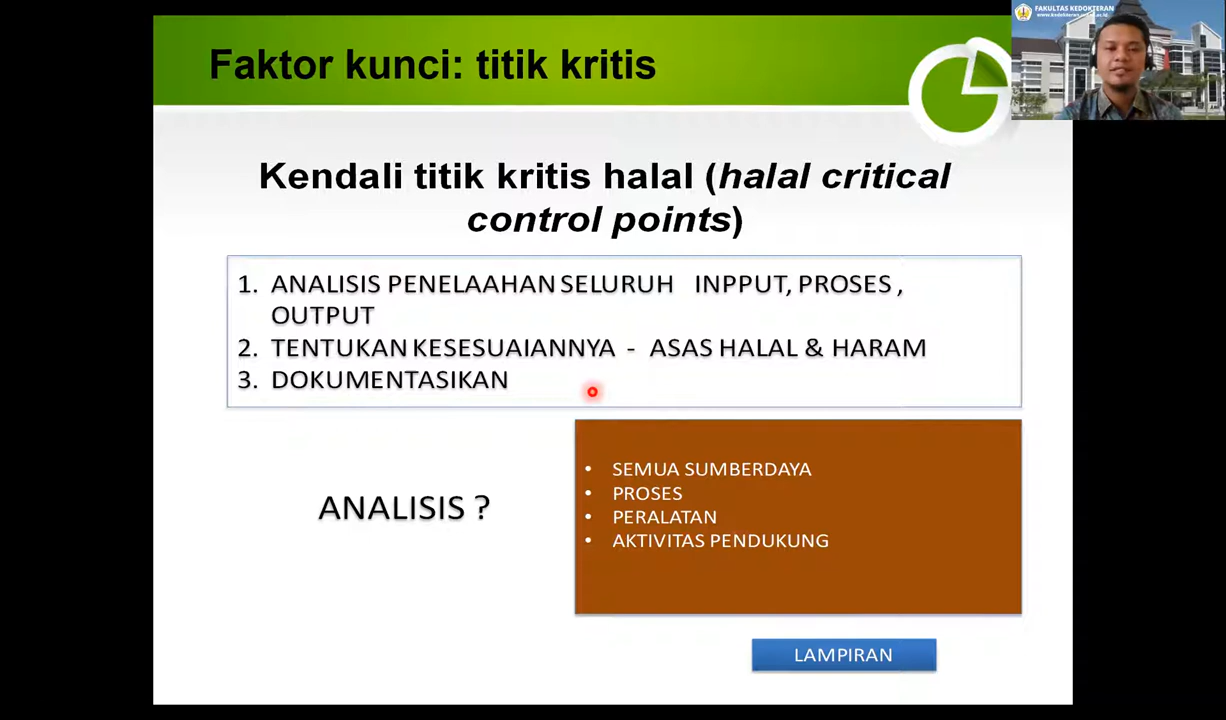 FAKULTAS KEDOKTERAN
Faktor kunci: titik kritis
Kendali titik kritis halal (halal critical
control points)
1. ANALISIS PENELAAHAN SELURUH INPPUT, PROSES ,
OUTPUT
2. TENTUKAN KESESUAIANNYA - ASAS HALAL & HARAM
3. DOKUMENTASIKAN
ANALISIS ?
• SEMUA SUMBERDAYA
• PROSES
• PERALATAN
• AKTIVITAS PENDUKUNG
LAMPIRAN